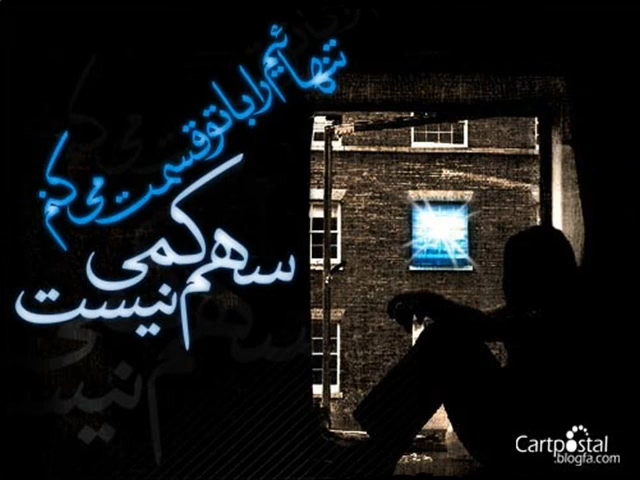 تنهائیم را با تو قسمت می کنم
سهم کمی نیست
Cartpostal
.blogfa.com